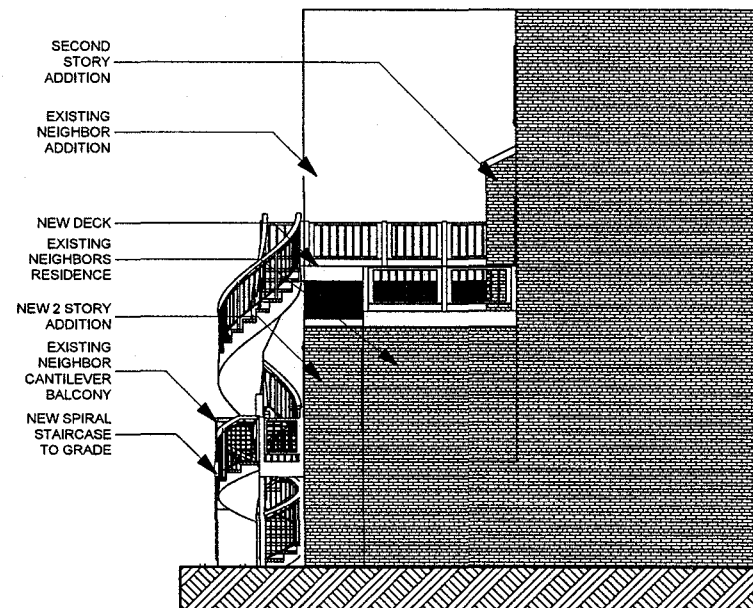 SECOND
STORY
ADDITION
EXISTING
NEIGHBOR
ADDITION
NEW DECK
EXISTING
NEIGHBORS
RESIDENCE
NEW 2 STORY
ADDITION
EXISTING
NEIGHBOR
CANTILEVER
BALCONY
NEW SPIRAL
STAIRCASE
TO GRADE